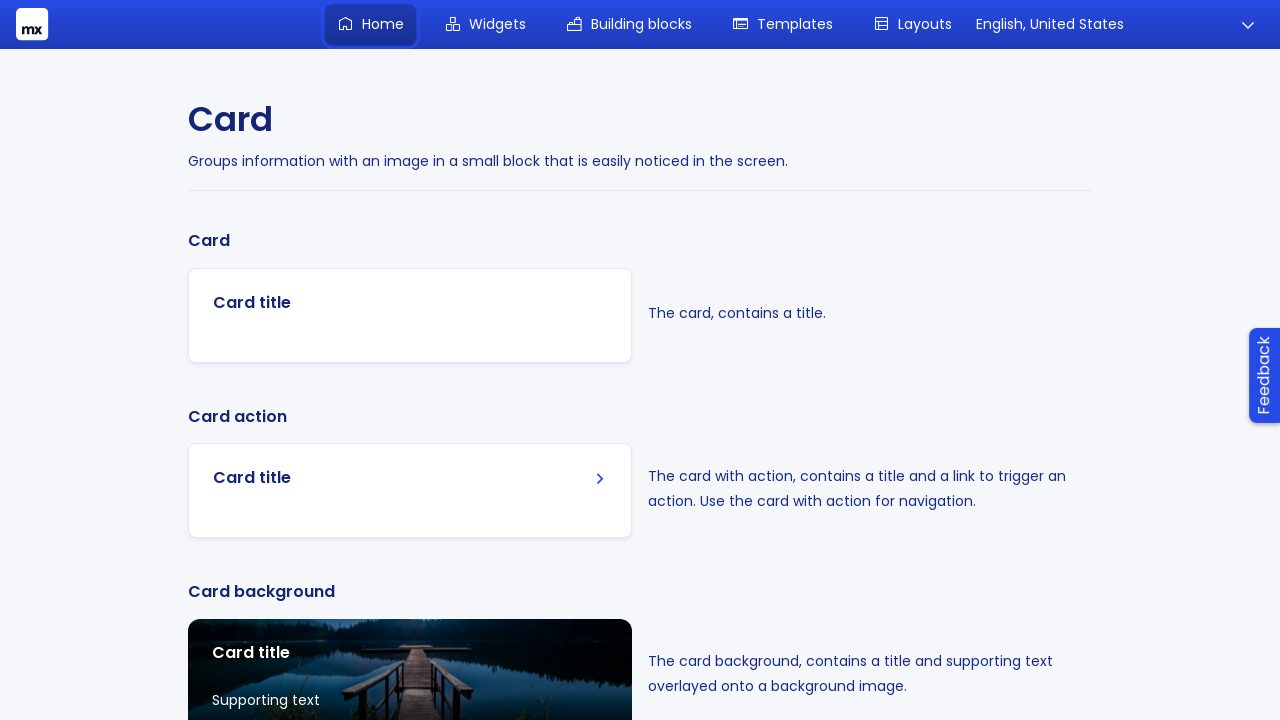 mx
Home
Widgets
Building blocks
Templates
Layouts
English, United States
Card
Groups information with an image in a small block that is easily noticed in the screen.
Card
Card title
The card, contains a title.
Card action
Card title
The card with action, contains a title and a link to trigger an
action. Use the card with action for navigation.
Card background
Card title
Supporting text
The card background, contains a title and supporting text
overlayed onto a background image.
Feedback